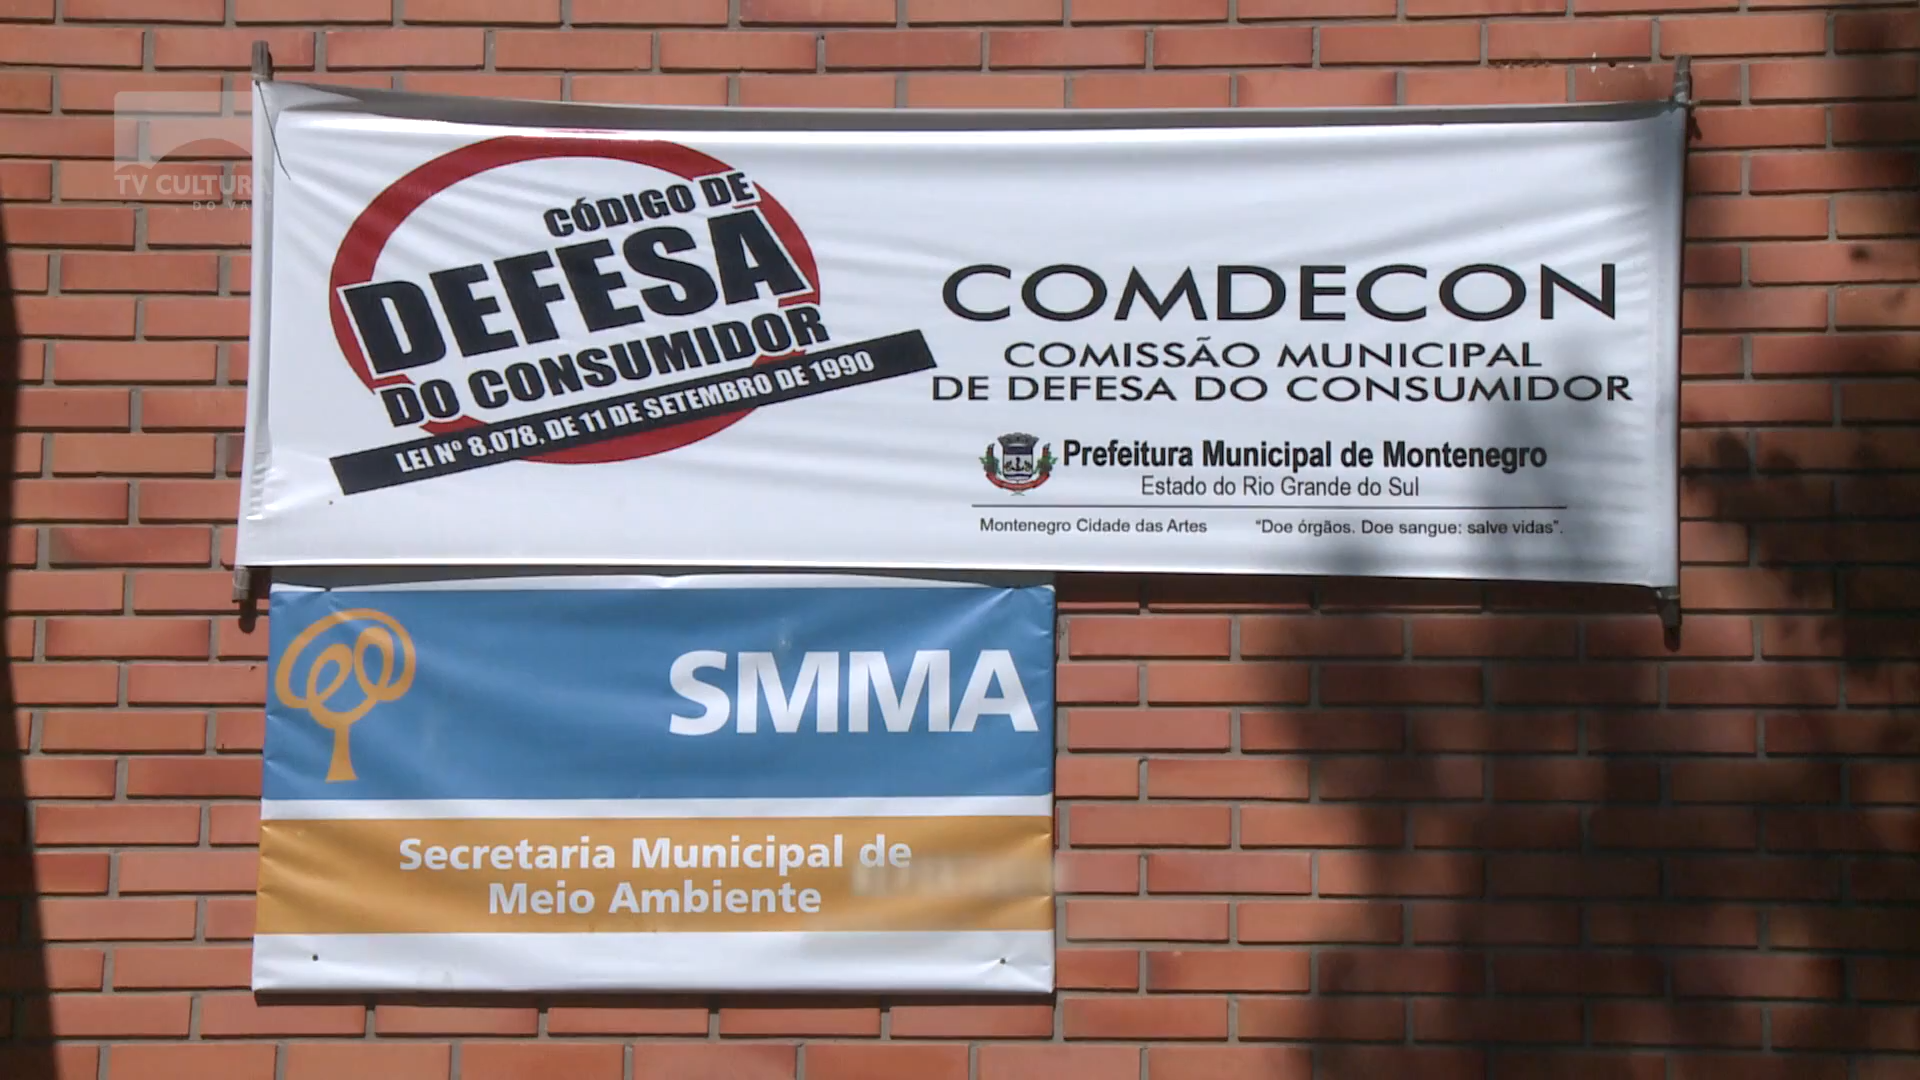 TV CULTURA
DO VA
CÓDIGO DE
DEFESA
DO CONSUMIDOR
LEI Nº 8.078, DE 11 DE SETEMBRO DE 1990
COMDECON
COMISSÃO MUNICIPAL
DE DEFESA DO CONSUMIDOR
Prefeitura Municipal de Montenegro
Estado do Rio Grande do Sul
Montenegro Cidade das Artes "Doe órgãos. Doe sangue: salve vidas".
SMMA
Secretaria Municipal de
Meio Ambiente